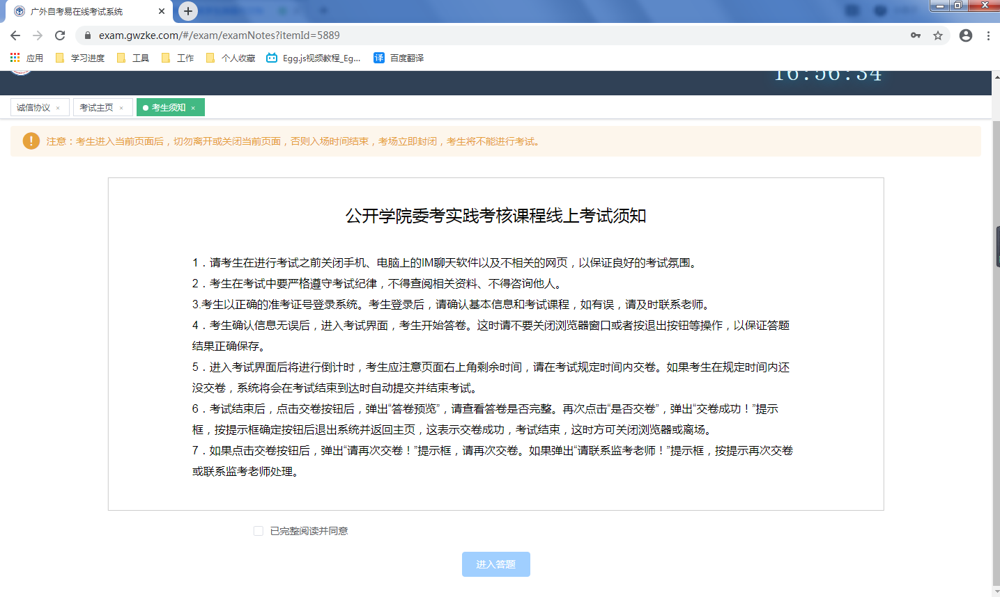 广外自考易在线考试系统
exam.gwzke.com/#/exam/examNotes?itemId=5889
应用 学习进度 工具 工作 个人收藏 Egg.js视频教程_Eg... 译 百度翻译
16:56:34
诚信协议 × 考试主页 × 考生须知 ×
注意：考生进入当前页面后，切勿离开或关闭当前页面，否则入场时间结束，考场立即封闭，考生将不能进行考试。
公开学院委考实践考核课程线上考试须知
1．请考生在进行考试之前关闭手机、电脑上的IM聊天软件以及不相关的网页，以保证良好的考试氛围。
2．考生在考试中要严格遵守考试纪律，不得查阅相关资料、不得咨询他人。
3.考生以正确的准考证号登录系统。考生登录后，请确认基本信息和考试课程，如有误，请及时联系老师。
4．考生确认信息无误后，进入考试界面，考生开始答卷。这时请不要关闭浏览器窗口或者按退出按钮等操作，以保证答题
结果正确保存。
5．进入考试界面后将进行倒计时，考生应注意页面右上角剩余时间，请在考试规定时间内交卷。如果考生在规定时间内还
没交卷，系统将会在考试结束到达时自动提交并结束考试。
6．考试结束后，点击交卷按钮后，弹出“答卷预览”，请查看答卷是否完整。再次点击“是否交卷”，弹出“交卷成功！”提示
框，按提示框确定按钮后退出系统并返回主页，这表示交卷成功，考试结束，这时方可关闭浏览器或离场。
7．如果点击交卷按钮后，弹出“请再次交卷！”提示框，请再次交卷。如果弹出“请联系监考老师！”提示框，按提示再次交卷
或联系监考老师处理。
已完整阅读并同意
进入答题